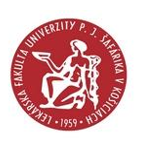 LEKÁRSKA FAKULTA UNIVERZITY P. J. ŠAFÁRIKA V KOŠICIACH
· 1959 ·